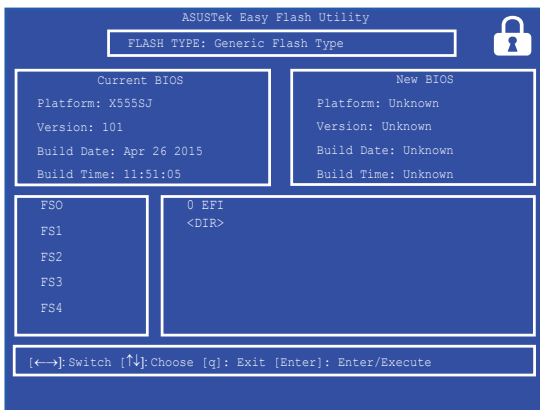 ASUSTek Easy Flash Utility
FLASH TYPE: Generic Flash Type
Current BIOS
Platform: X555SJ
Version: 101
Build Date: Apr 26 2015
Build Time: 11:51:05
New BIOS
Platform: Unknown
Version: Unknown
Build Date: Unknown
Build Time: Unknown
FSO
FS1
FS2
FS3
FS4
0 EFI
<DIR>
[←→]: Switch [↑↓]: Choose [q]: Exit [Enter]: Enter/Execute